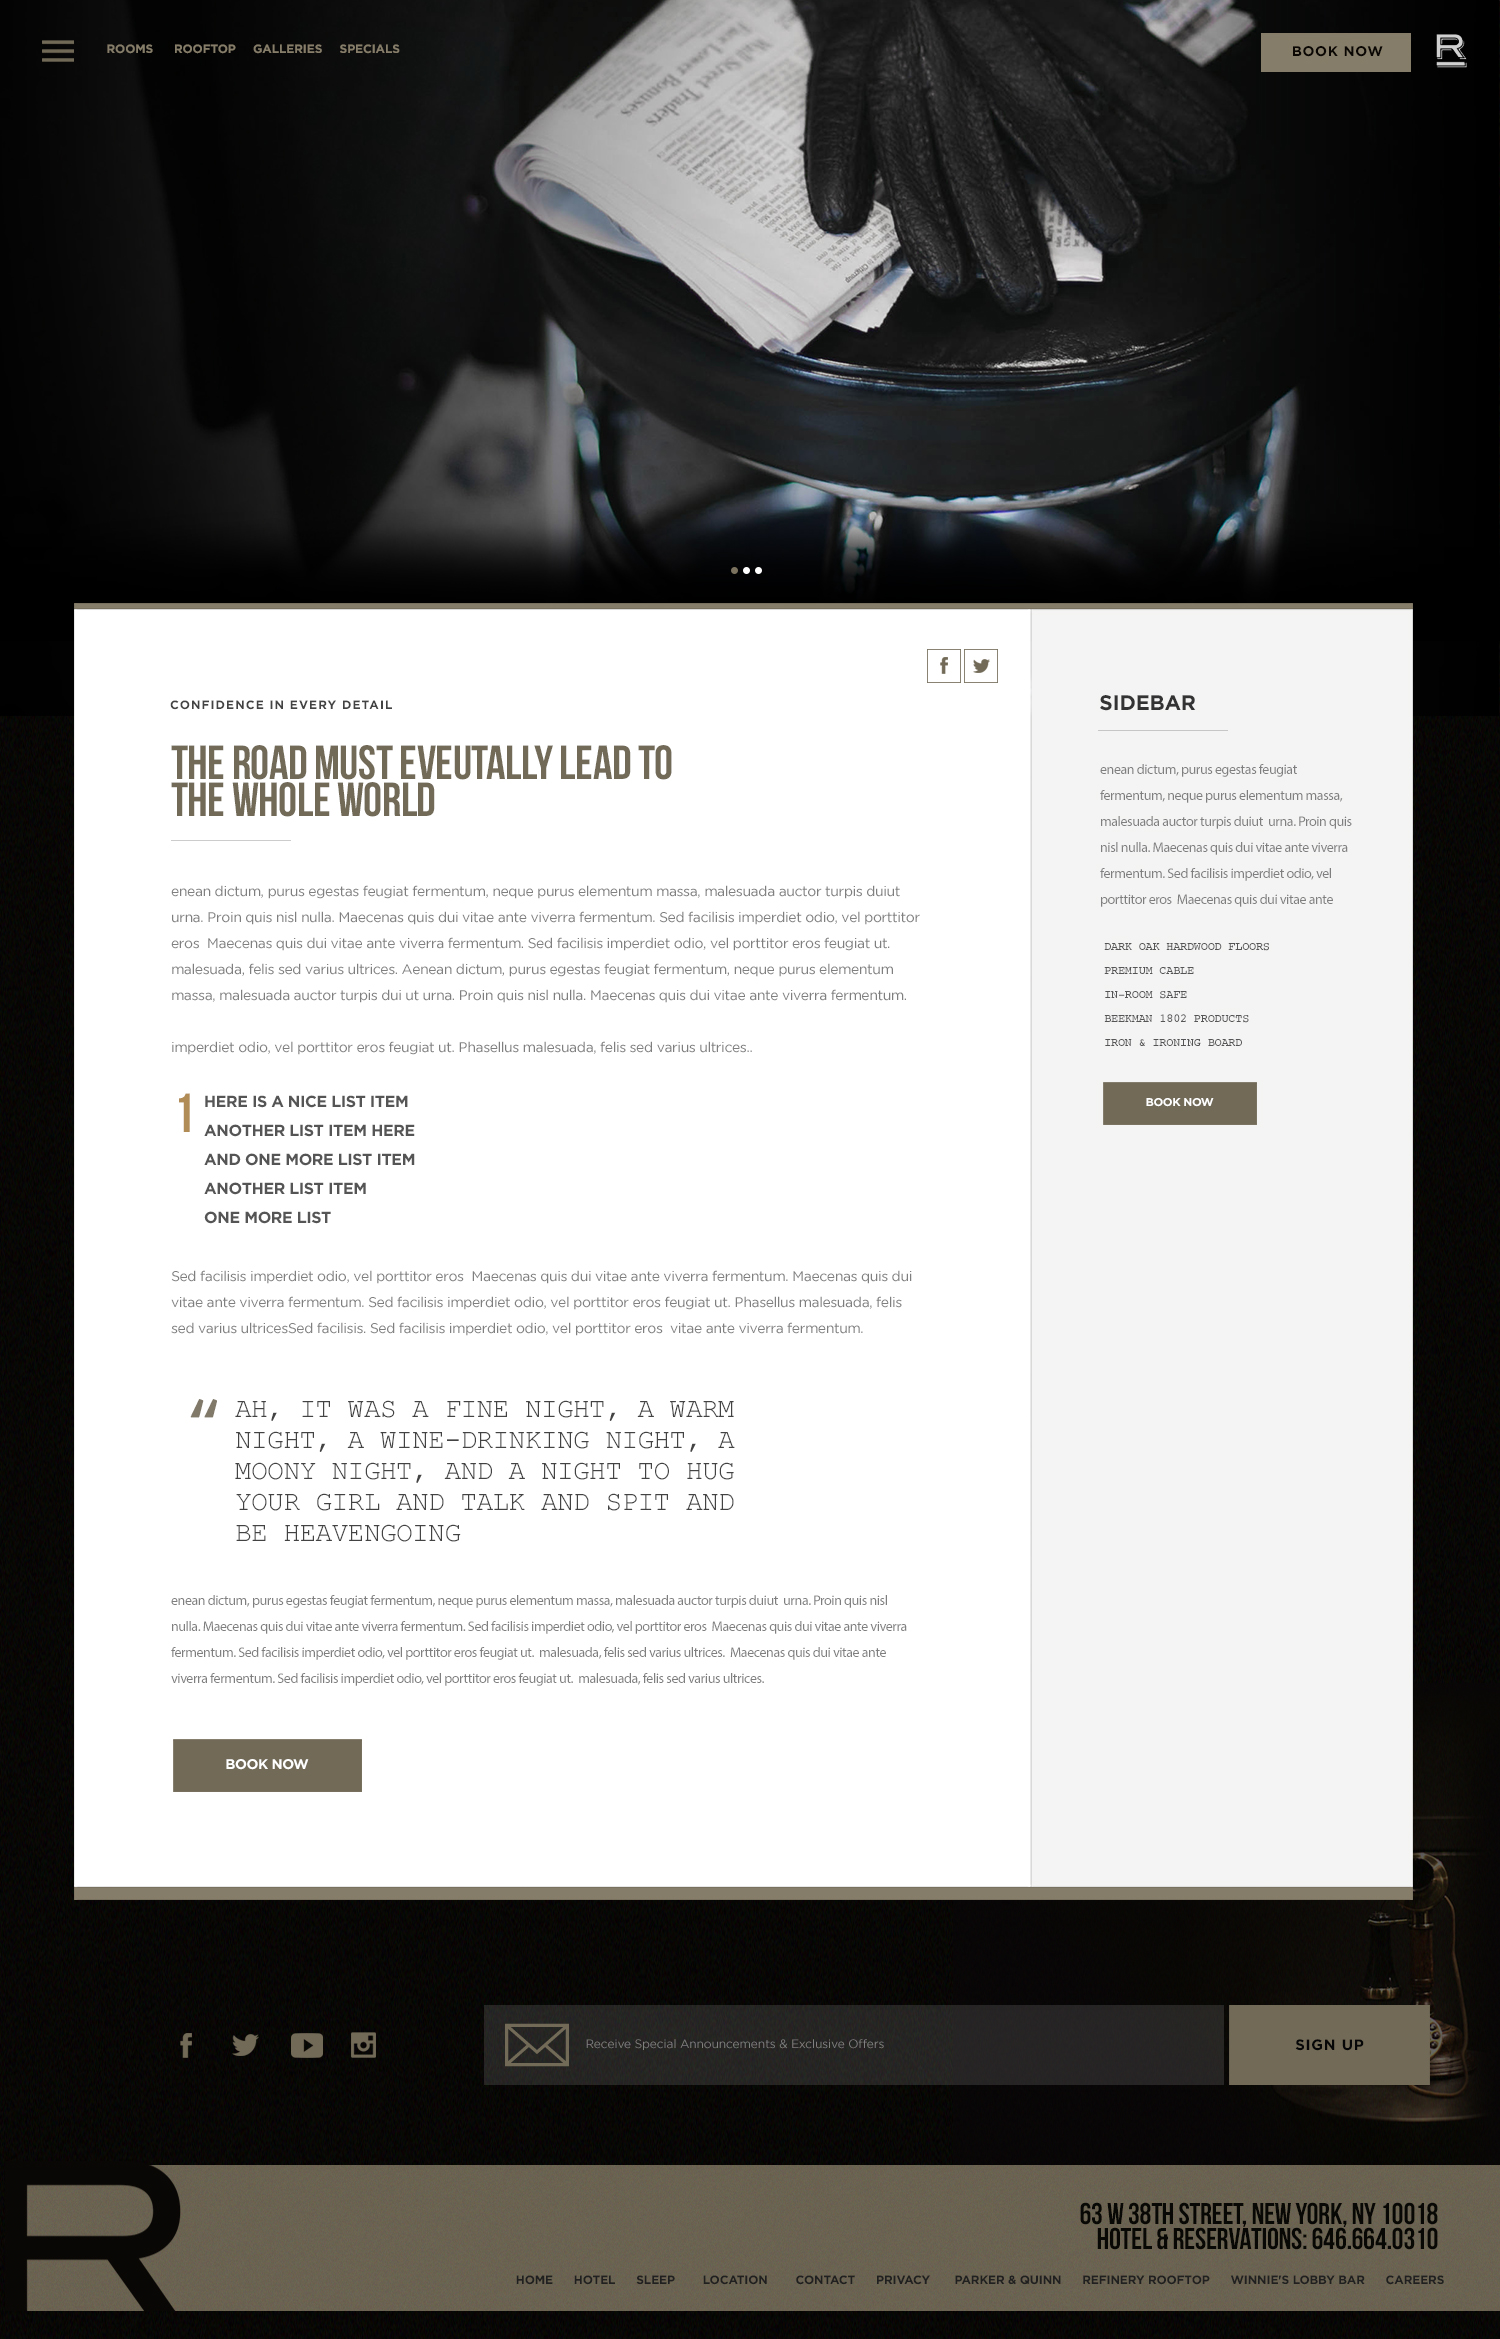 ROOMS ROOFTOP GALLERIES SPECIALS
BOOK NOW
R
CONFIDENCE IN EVERY DETAIL
THE ROAD MUST EVEUTALLY LEAD TO
THE WHOLE WORLD
enean dictum, purus egestas feugiat fermentum, neque purus elementum massa, malesuada auctor turpis duiut
urna. Proin quis nisl nulla. Maecenas quis dui vitae ante viverra fermentum. Sed facilisis imperdiet odio, vel porttitor
eros  Maecenas quis dui vitae ante viverra fermentum. Sed facilisis imperdiet odio, vel porttitor eros feugiat ut.
malesuada, felis sed varius ultrices. Aenean dictum, purus egestas feugiat fermentum, neque purus elementum
massa, malesuada auctor turpis dui ut urna. Proin quis nisl nulla. Maecenas quis dui vitae ante viverra fermentum.
imperdiet odio, vel porttitor eros feugiat ut. Phasellus malesuada, felis sed varius ultrices..
1 HERE IS A NICE LIST ITEM
ANOTHER LIST ITEM HERE
AND ONE MORE LIST ITEM
ANOTHER LIST ITEM
ONE MORE LIST
Sed facilisis imperdiet odio, vel porttitor eros  Maecenas quis dui vitae ante viverra fermentum. Maecenas quis dui
vitae ante viverra fermentum. Sed facilisis imperdiet odio, vel porttitor eros feugiat ut. Phasellus malesuada, felis
sed varius ultricesSed facilisis. Sed facilisis imperdiet odio, vel porttitor eros  vitae ante viverra fermentum.
“ AH, IT WAS A FINE NIGHT, A WARM
NIGHT, A WINE-DRINKING NIGHT, A
MOONY NIGHT, AND A NIGHT TO HUG
YOUR GIRL AND TALK AND SPIT AND
BE HEAVENGOING
enean dictum, purus egestas feugiat fermentum, neque purus elementum massa, malesuada auctor turpis duiut  urna. Proin quis nisl
nulla. Maecenas quis dui vitae ante viverra fermentum. Sed facilisis imperdiet odio, vel porttitor eros  Maecenas quis dui vitae ante viverra
fermentum. Sed facilisis imperdiet odio, vel porttitor eros feugiat ut.  malesuada, felis sed varius ultrices.  Maecenas quis dui vitae ante
viverra fermentum. Sed facilisis imperdiet odio, vel porttitor eros feugiat ut.  malesuada, felis sed varius ultrices.
BOOK NOW
SIDEBAR
enean dictum, purus egestas feugiat
fermentum, neque purus elementum massa,
malesuada auctor turpis duiut  urna. Proin quis
nisl nulla. Maecenas quis dui vitae ante viverra
fermentum. Sed facilisis imperdiet odio, vel
porttitor eros  Maecenas quis dui vitae ante
DARK OAK HARDWOOD FLOORS
PREMIUM CABLE
IN-ROOM SAFE
BEEKMAN 1802 PRODUCTS
IRON & IRONING BOARD
BOOK NOW
Receive Special Announcements & Exclusive Offers
SIGN UP
R
63 W 38TH STREET, NEW YORK, NY 10018
HOTEL & RESERVATIONS: 646.664.0310
HOME HOTEL SLEEP LOCATION CONTACT PRIVACY PARKER & QUINN REFINERY ROOFTOP WINNIE'S LOBBY BAR CAREERS